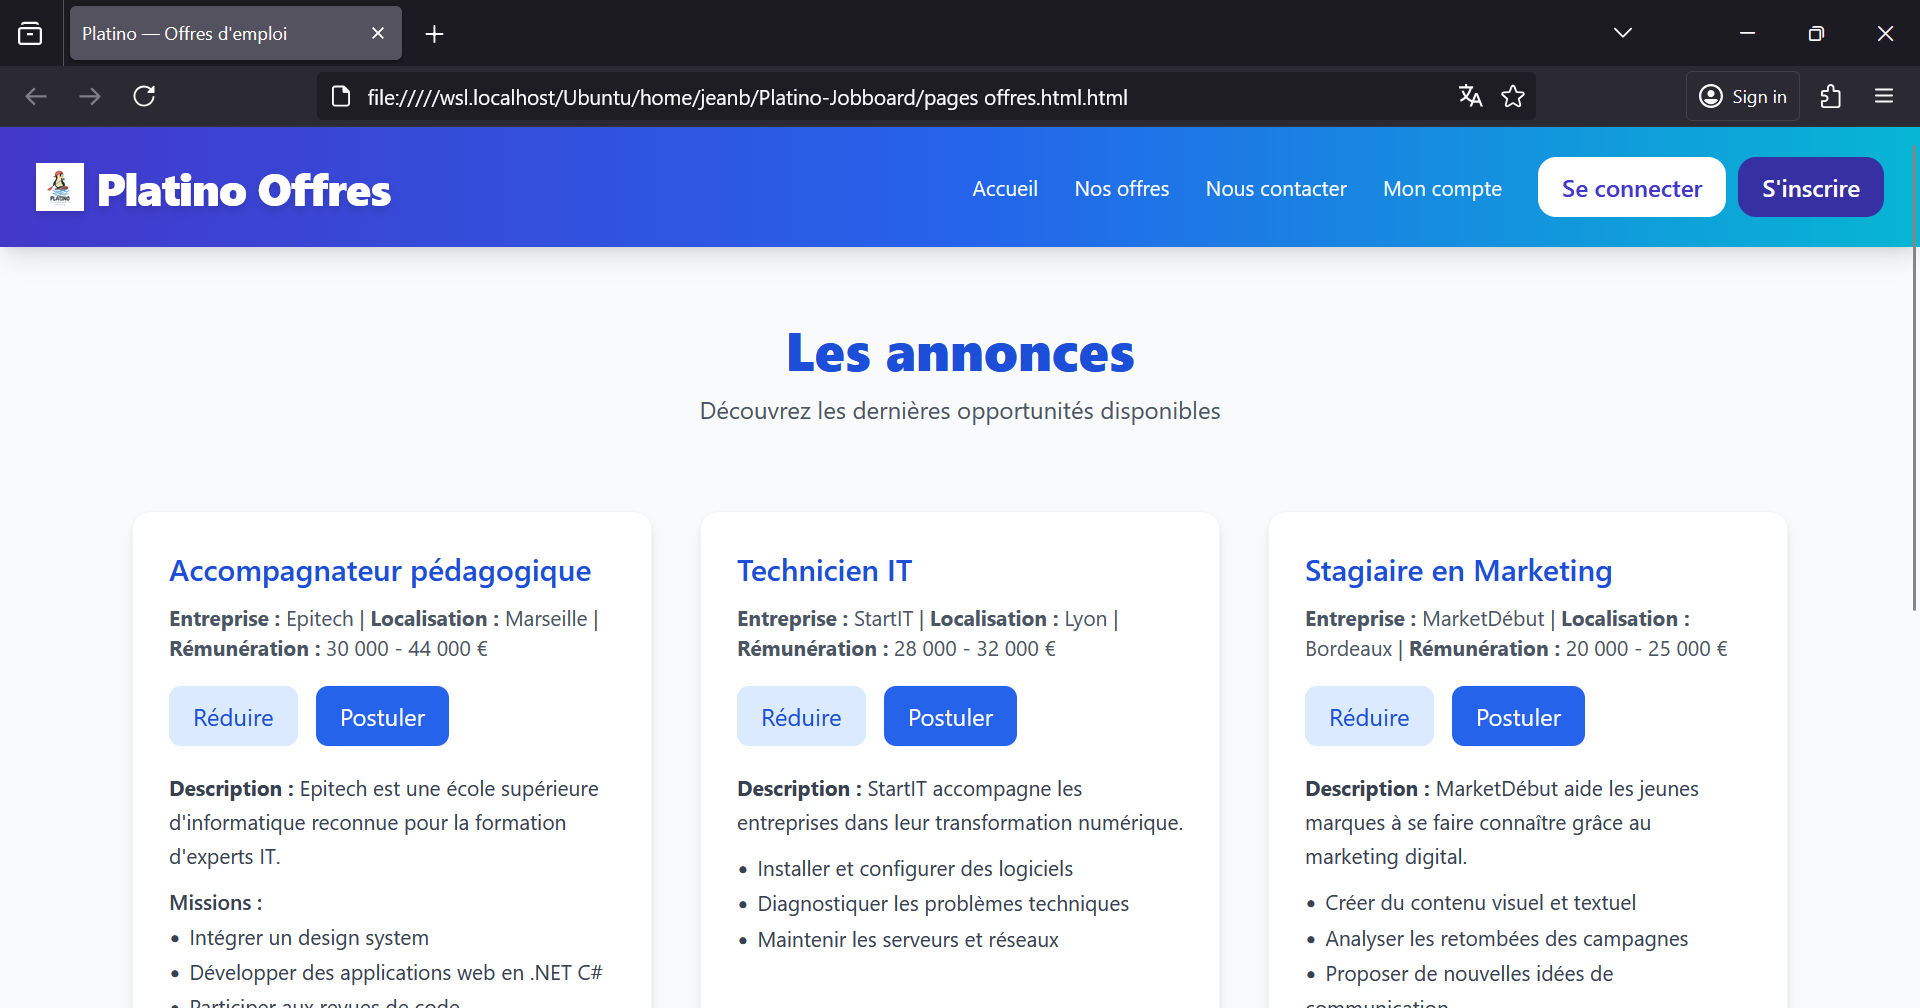 Platino — Offres d'emploi
file://///wsl.localhost/Ubuntu/home/jeanb/Platino-Jobboard/pages offres.html.html
Sign in
PLATINO
Platino Offres
Accueil
Nos offres
Nous contacter
Mon compte
Se connecter
S'inscrire
Les annonces
Découvrez les dernières opportunités disponibles
Accompagnateur pédagogique
Entreprise : Epitech | Localisation : Marseille |
Rémunération : 30 000 - 44 000 €
Réduire
Postuler
Description : Epitech est une école supérieure
d'informatique reconnue pour la formation
d'experts IT.
Missions :
• Intégrer un design system
• Développer des applications web en .NET C#
• Participer aux revues de code
Technicien IT
Entreprise : StartIT | Localisation : Lyon |
Rémunération : 28 000 - 32 000 €
Réduire
Postuler
Description : StartIT accompagne les
entreprises dans leur transformation numérique.
• Installer et configurer des logiciels
• Diagnostiquer les problèmes techniques
• Maintenir les serveurs et réseaux
Stagiaire en Marketing
Entreprise : MarketDébut | Localisation :
Bordeaux | Rémunération : 20 000 - 25 000 €
Réduire
Postuler
Description : MarketDébut aide les jeunes
marques à se faire connaître grâce au
marketing digital.
• Créer du contenu visuel et textuel
• Analyser les retombées des campagnes
• Proposer de nouvelles idées de
communication